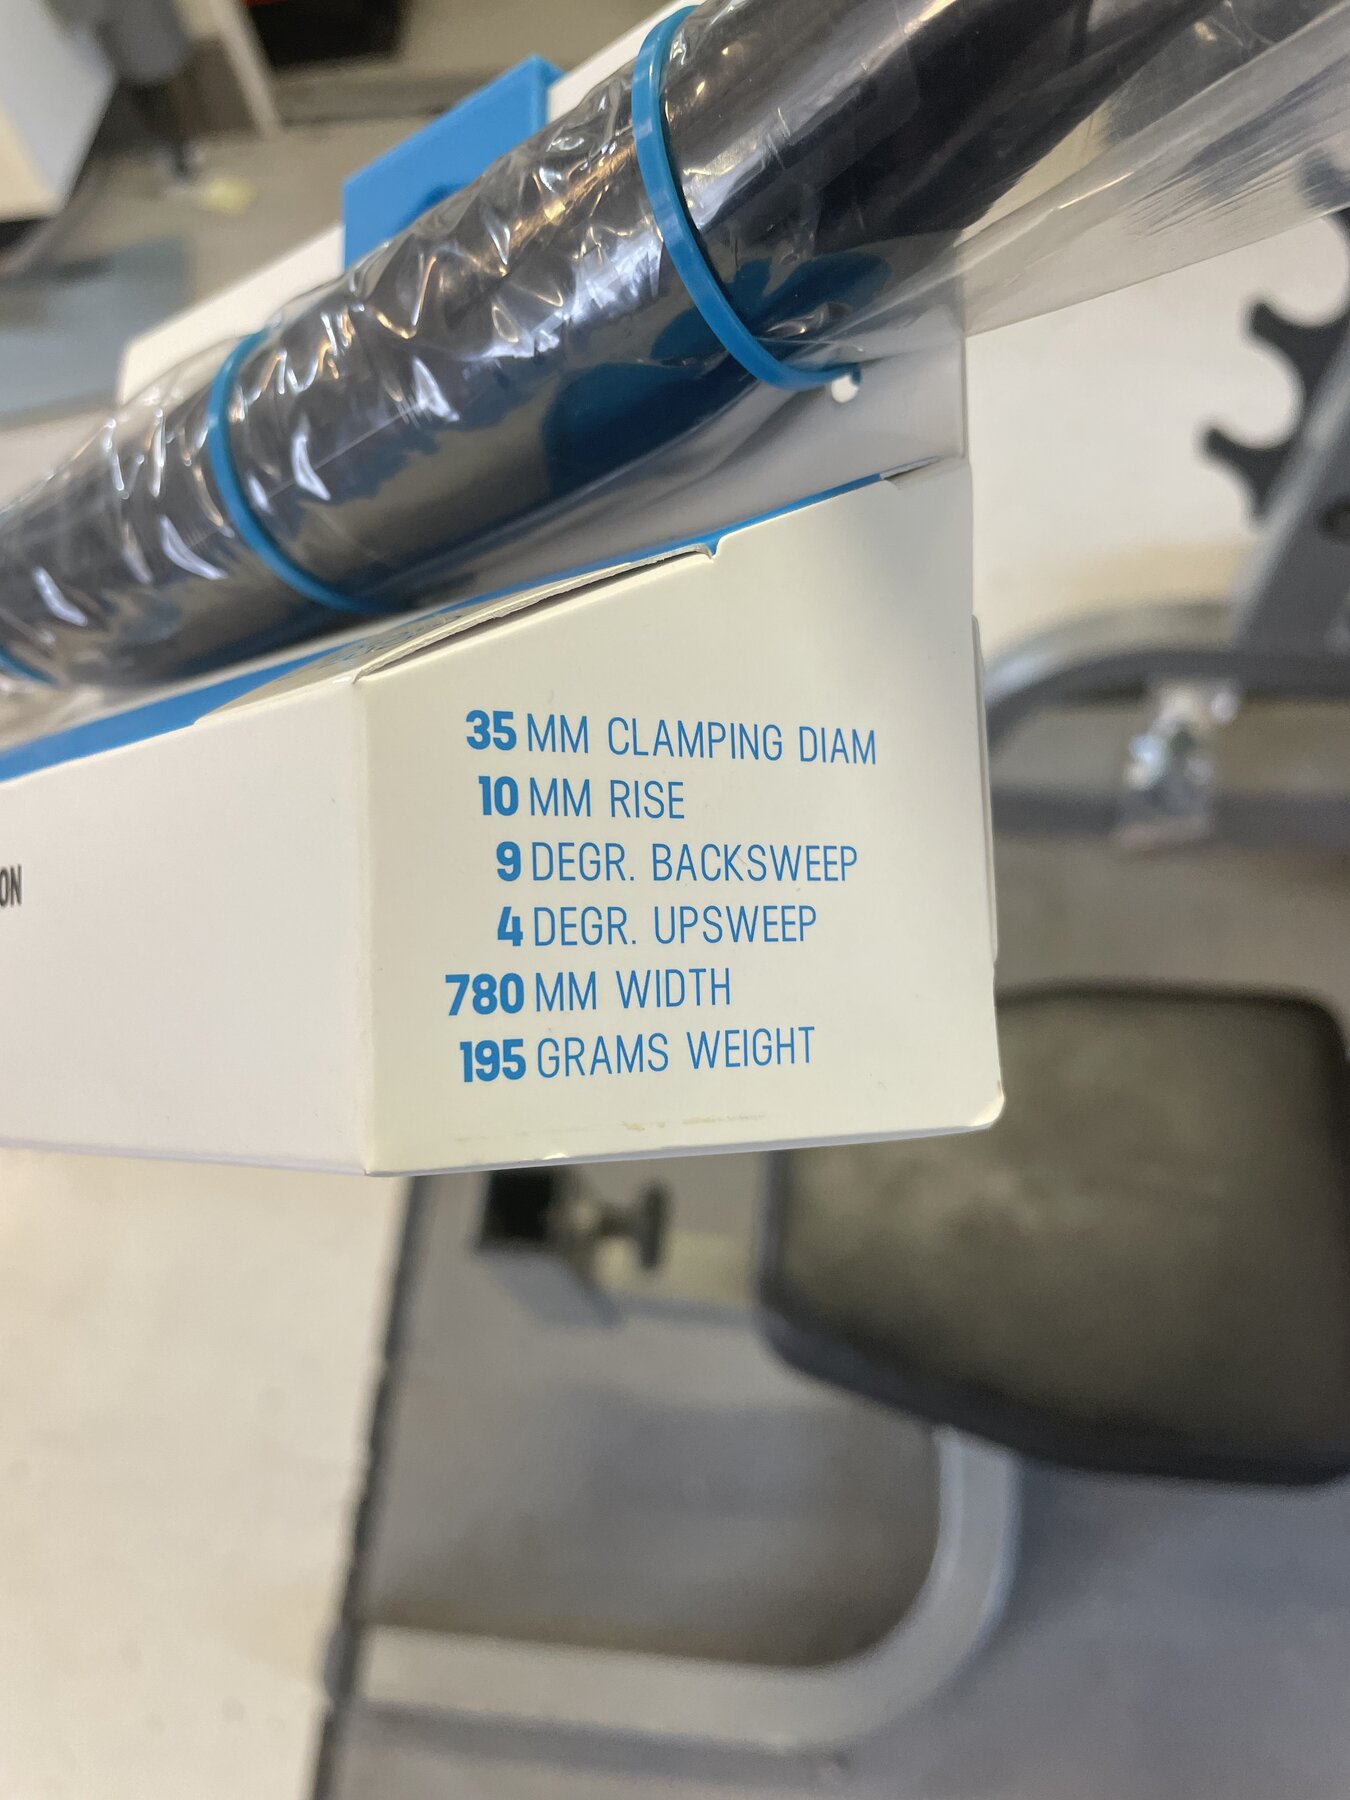 35 MM CLAMPING DIAM
10 MM RISE
9 DEGR. BACKSWEEP
4 DEGR. UPSWEEP
780 MM WIDTH
195 GRAMS WEIGHT
ON